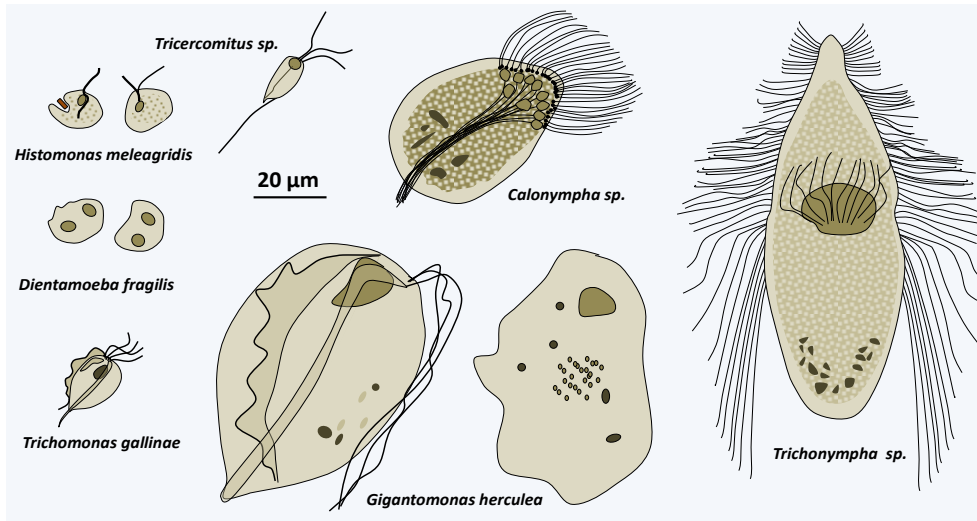 Tricercomitus sp.
Histomonas meleagridis
20 µm
Calonympha sp.
Dientamoeba fragilis
Trichomonas gallinae
Gigantomonas herculea
Trichonympha sp.